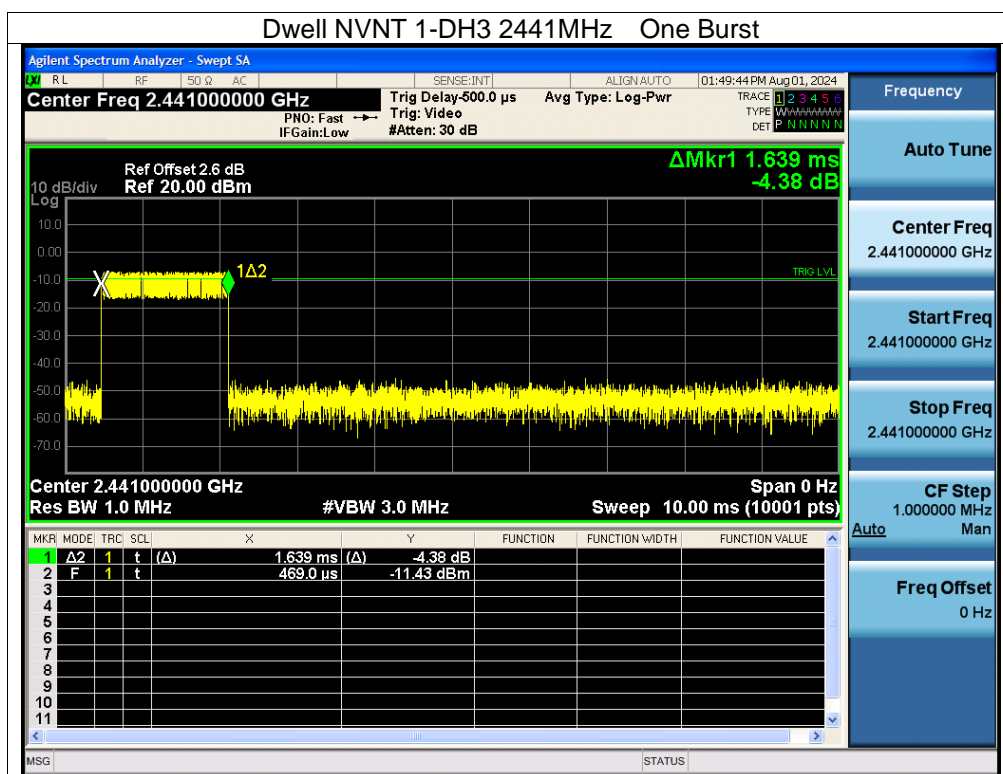 Dwell NVNT 1-DH3 2441MHz One Burst
Agilent Spectrum Analyzer - Swept SA
LXI RL RF 50 Ω AC SENSE:INT ALIGN AUTO 01:49:44 PM Aug 01, 2024
Center Freq 2.441000000 GHz Trig Delay-500.0 µs Avg Type: Log-Pwr TRACE 1 2 3 4 5 6
PNO: Fast Trig: Video TYPE WWWWWW
IFGain:Low #Atten: 30 dB DET P N N N N N
Frequency
Auto Tune
Center Freq
2.441000000 GHz
Start Freq
2.441000000 GHz
Stop Freq
2.441000000 GHz
CF Step
1.000000 MHz
Auto Man
Freq Offset
0 Hz
ΔMkr1 1.639 ms
-4.38 dB
Ref Offset 2.6 dB
10 dB/div Ref 20.00 dBm
Log
10.0
0.00
1Δ2
TRIG LVL
-10.0
-20.0
-30.0
-40.0
-50.0
-60.0
-70.0
Center 2.441000000 GHz Span 0 Hz
Res BW 1.0 MHz #VBW 3.0 MHz Sweep 10.00 ms (10001 pts)
MKR MODE TRC SCL X Y FUNCTION FUNCTION WIDTH FUNCTION VALUE
1 Δ2 1 t (Δ) 1.639 ms (Δ) -4.38 dB
2 F 1 t 469.0 µs -11.43 dBm
3
4
5
6
7
8
9
10
11
MSG STATUS